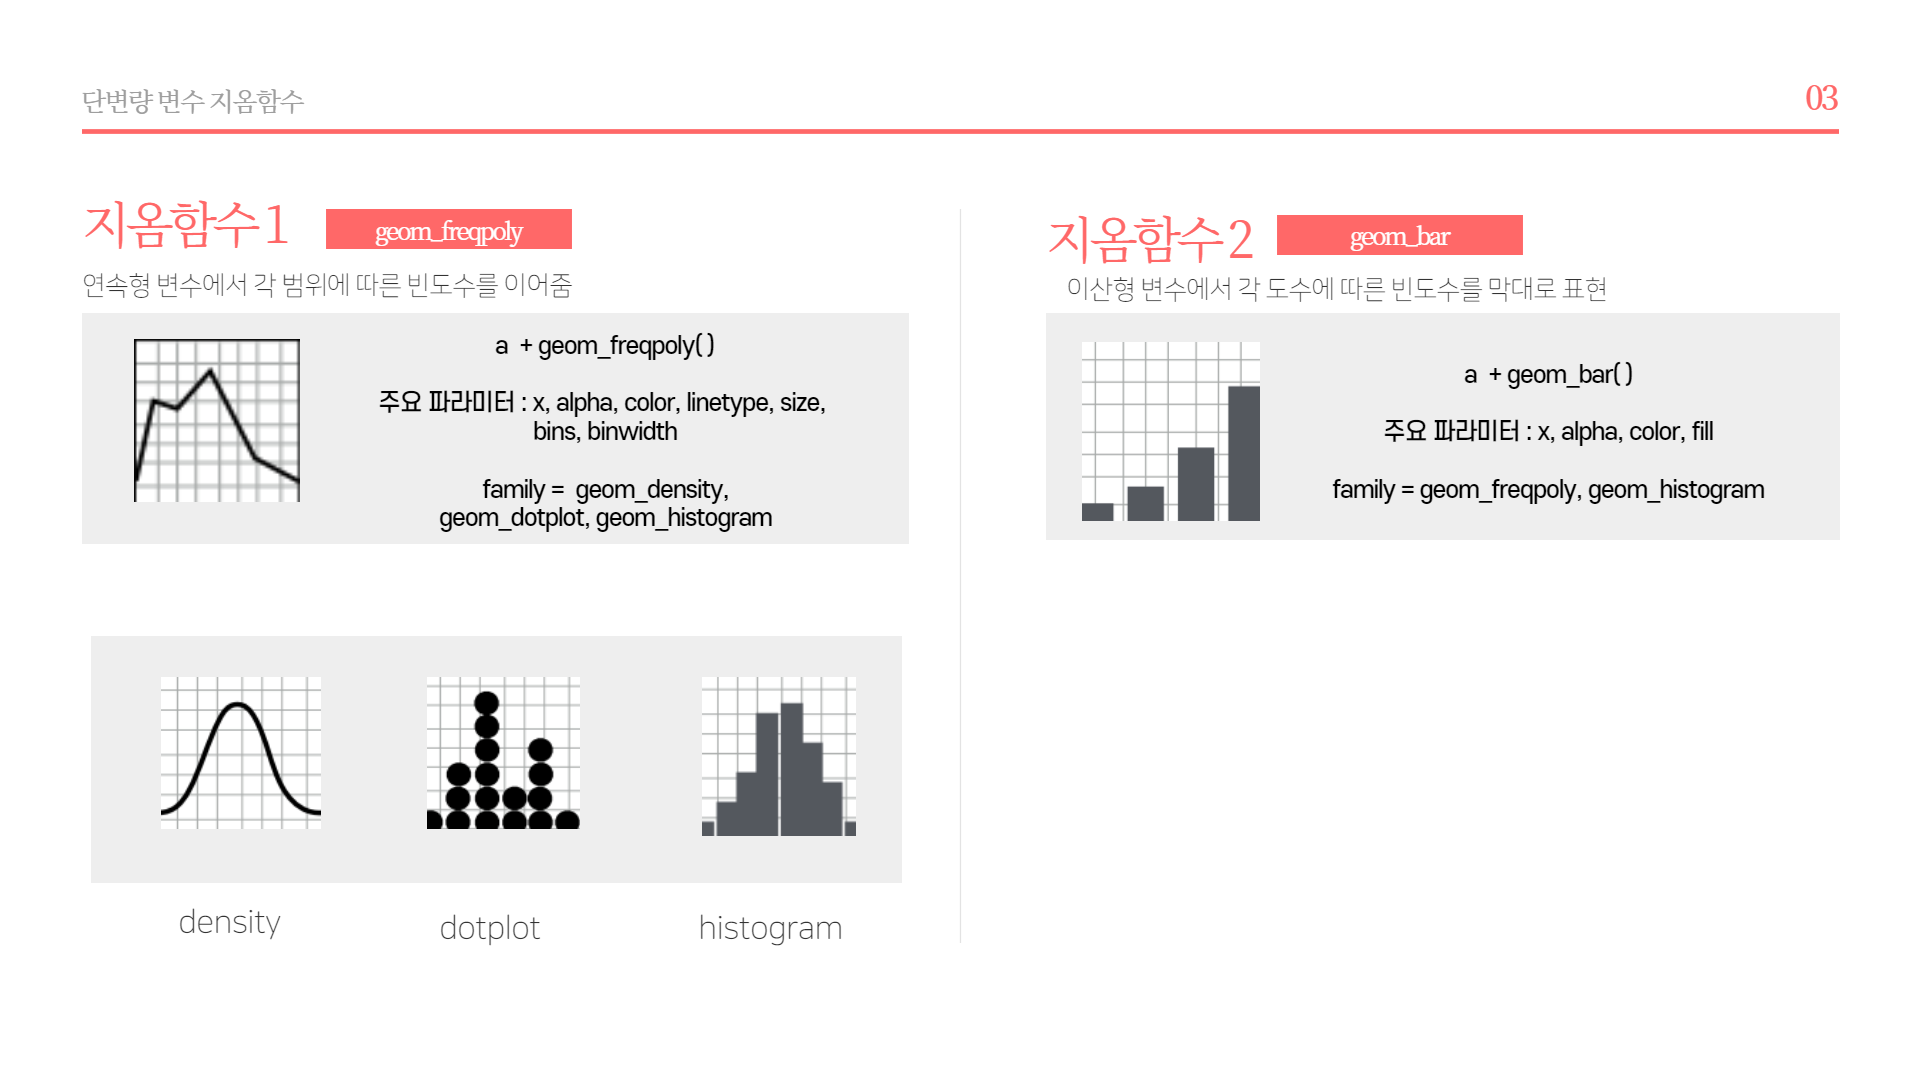 단변량 변수 지옴함수
03
지옴함수 1
geom_freqpoly
연속형 변수에서 각 범위에 따른 빈도수를 이어줌
a + geom_freqpoly( )
주요 파라미터 : x, alpha, color, linetype, size,
bins, binwidth
family = geom_density,
geom_dotplot, geom_histogram
density
dotplot
histogram
지옴함수 2
geom_bar
이산형 변수에서 각 도수에 따른 빈도수를 막대로 표현
a + geom_bar( )
주요 파라미터 : x, alpha, color, fill
family = geom_freqpoly, geom_histogram